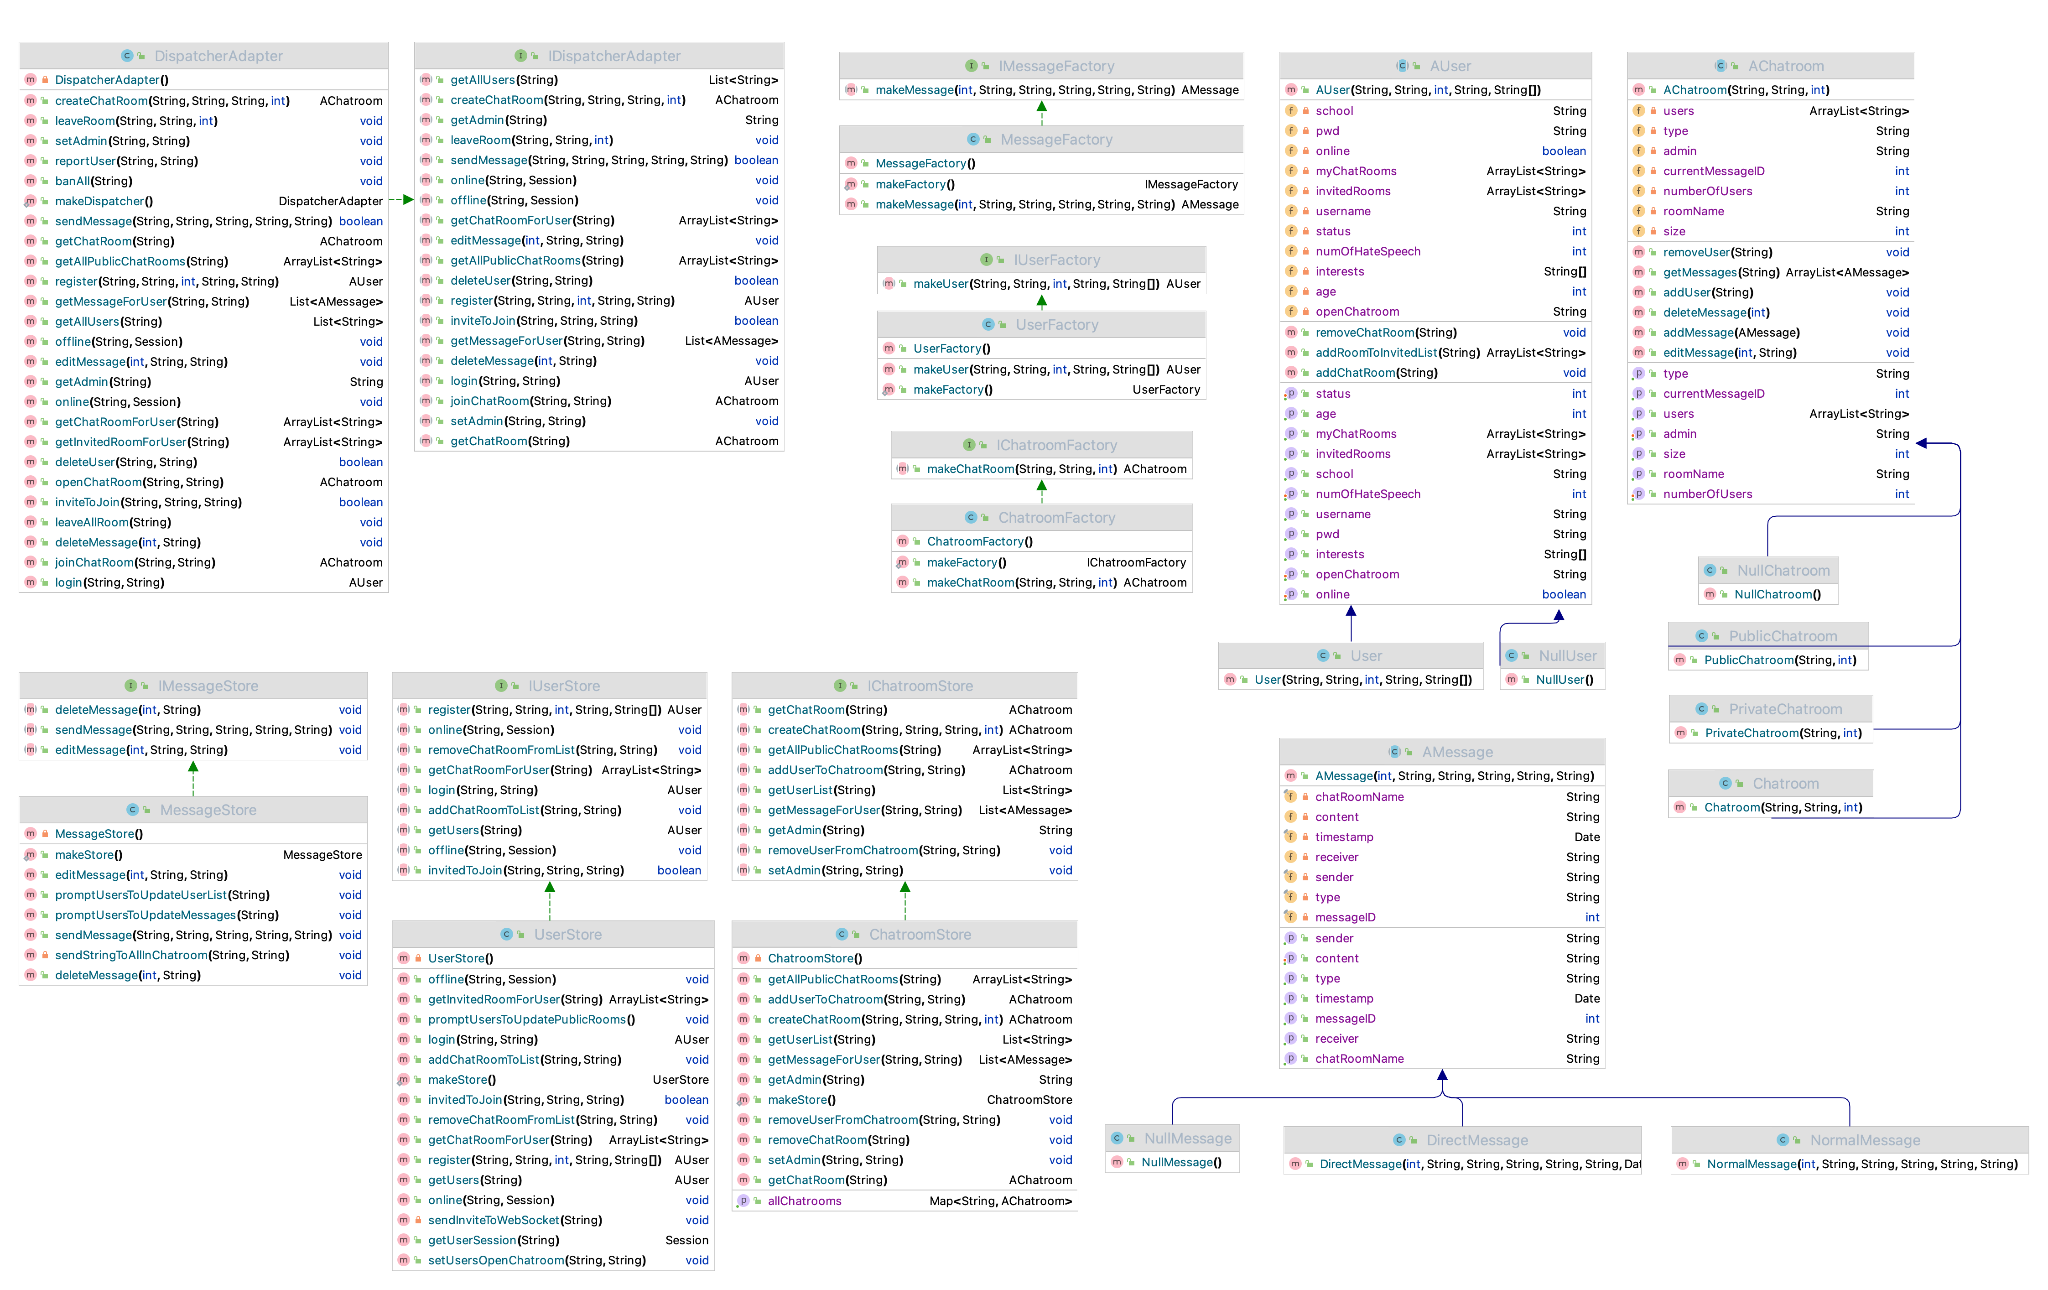 DispatcherAdapter
DispatcherAdapter()
createChatRoom(String, String, String, int) AChatroom
leaveRoom(String, String, int) void
setAdmin(String, String) void
reportUser(String, String) void
banAll(String) void
makeDispatcher() DispatcherAdapter
sendMessage(String, String, String, String, String) boolean
getChatRoom(String) AChatroom
getAllPublicChatRooms(String) ArrayList<String>
register(String, String, int, String, String) AUser
getMessageForUser(String, String) List<AMessage>
getAllUsers(String) List<String>
offline(String, Session) void
editMessage(int, String, String) void
getAdmin(String) String
online(String, Session) void
getChatRoomForUser(String) ArrayList<String>
getInvitedRoomForUser(String) ArrayList<String>
deleteUser(String) boolean
openChatRoom(String, String) AChatroom
inviteToJoin(String, String, String) boolean
leaveAllRoom(String) void
deleteMessage(int, String) void
joinChatRoom(String, String) AChatroom
login(String, String) AUser
IDispatcherAdapter
getAllUsers(String) List<String>
createChatRoom(String, String, String, int) AChatroom
getAdmin(String) String
leaveRoom(String, String, int) void
sendMessage(String, String, String, String, String) boolean
online(String, Session) void
offline(String, Session) void
getChatRoomForUser(String) ArrayList<String>
editMessage(int, String, String) void
getAllPublicChatRooms(String) ArrayList<String>
deleteUser(String) boolean
register(String, String, int, String, String) AUser
inviteToJoin(String, String, String) boolean
getMessageForUser(String, String) List<AMessage>
deleteMessage(int, String) void
login(String, String) AUser
joinChatRoom(String, String) AChatroom
setAdmin(String, String) void
getChatRoom(String) AChatroom
IMessageFactory
makeMessage(int, String, String, String, String, String) AMessage
MessageFactory
MessageFactory()
makeFactory() IMessageFactory
makeMessage(int, String, String, String, String, String) AMessage
IUserFactory
makeUser(String, String, int, String, String[]) AUser
UserFactory
UserFactory()
makeUser(String, String, int, String, String[]) AUser
makeFactory() UserFactory
IChatroomFactory
makeChatRoom(String, String, int) AChatroom
ChatroomFactory
ChatroomFactory()
makeFactory() IChatroomFactory
makeChatRoom(String, String, int) AChatroom
AUser
AUser(String, String, int, String, String[])
school String
pwd String
online boolean
myChatRooms ArrayList<String>
invitedRooms ArrayList<String>
username String
status int
numOfHateSpeech int
interests String[]
age int
openChatroom String
removeChatRoom(String) void
addRoomToInvitedList(String) ArrayList<String>
addChatRoom(String) void
status int
age int
myChatRooms ArrayList<String>
invitedRooms ArrayList<String>
school String
numOfHateSpeech int
username String
pwd String
interests String[]
openChatroom String
online boolean
User
User(String, String, int, String, String[])
NullUser
NullUser()
AChatroom
AChatroom(String, String, int)
users ArrayList<String>
type String
admin String
currentMessageID int
numberOfUsers int
roomName String
size int
removeUser(String) void
getMessages(String) ArrayList<AMessage>
addUser(String) void
deleteMessage(int) void
addMessage(AMessage) void
editMessage(int, String) void
type String
currentMessageID int
users ArrayList<String>
admin String
size int
roomName String
numberOfUsers int
NullChatroom
NullChatroom()
PublicChatroom
PublicChatroom(String, int)
PrivateChatroom
PrivateChatroom(String, int)
Chatroom
Chatroom(String, String, int)
IMessageStore
deleteMessage(int, String) void
sendMessage(String, String, String, String, String) void
editMessage(int, String, String) void
MessageStore
MessageStore()
makeStore() MessageStore
editMessage(int, String, String) void
promptUsersToUpdateUserList(String) void
promptUsersToUpdateMessages(String) void
sendMessage(String, String, String, String, String) void
sendStringToAllInChatroom(String, String) void
deleteMessage(int, String) void
IUserStore
register(String, String, int, String, String[]) AUser
online(String, Session) void
removeChatRoomFromList(String, String) void
getChatRoomForUser(String) ArrayList<String>
login(String, String) AUser
addChatRoomToList(String, String) void
getUsers(String) AUser
offline(String, Session) void
invitedToJoin(String, String, String) boolean
UserStore
UserStore()
offline(String, Session) void
getInvitedRoomForUser(String) ArrayList<String>
promptUsersToUpdatePublicRooms() void
login(String, String) AUser
addChatRoomToList(String, String) void
makeStore() UserStore
invitedToJoin(String, String, String) boolean
removeChatRoomFromList(String, String) void
getChatRoomForUser(String) ArrayList<String>
register(String, String, int, String, String[]) AUser
getUsers(String) AUser
online(String, Session) void
sendInviteToWebSocket(String) void
getUserSession(String) Session
setUsersOpenChatroom(String, String) void
IChatroomStore
getChatRoom(String) AChatroom
createChatRoom(String, String, String, int) AChatroom
getAllPublicChatRooms(String) ArrayList<String>
addUserToChatroom(String, String) AChatroom
getUserList(String) List<String>
getMessageForUser(String, String) List<AMessage>
getAdmin(String) String
removeUserFromChatroom(String, String) void
setAdmin(String, String) void
ChatroomStore
ChatroomStore()
getAllPublicChatRooms(String) ArrayList<String>
addUserToChatroom(String, String) AChatroom
createChatRoom(String, String, String, int) AChatroom
getUserList(String) List<String>
getMessageForUser(String, String) List<AMessage>
getAdmin(String) String
makeStore() ChatroomStore
removeUserFromChatroom(String, String) void
removeChatRoom(String) void
setAdmin(String, String) void
getChatRoom(String) AChatroom
allChatrooms Map<String, AChatroom>
AMessage
AMessage(int, String, String, String, String, String)
chatRoomName String
content String
timestamp Date
receiver String
sender String
type String
messageID int
sender String
content String
type String
timestamp Date
messageID int
receiver String
chatRoomName String
NullMessage
NullMessage()
DirectMessage
DirectMessage(int, String, String, String, String, String, Dat
NormalMessage
NormalMessage(int, String, String, String, String, String)